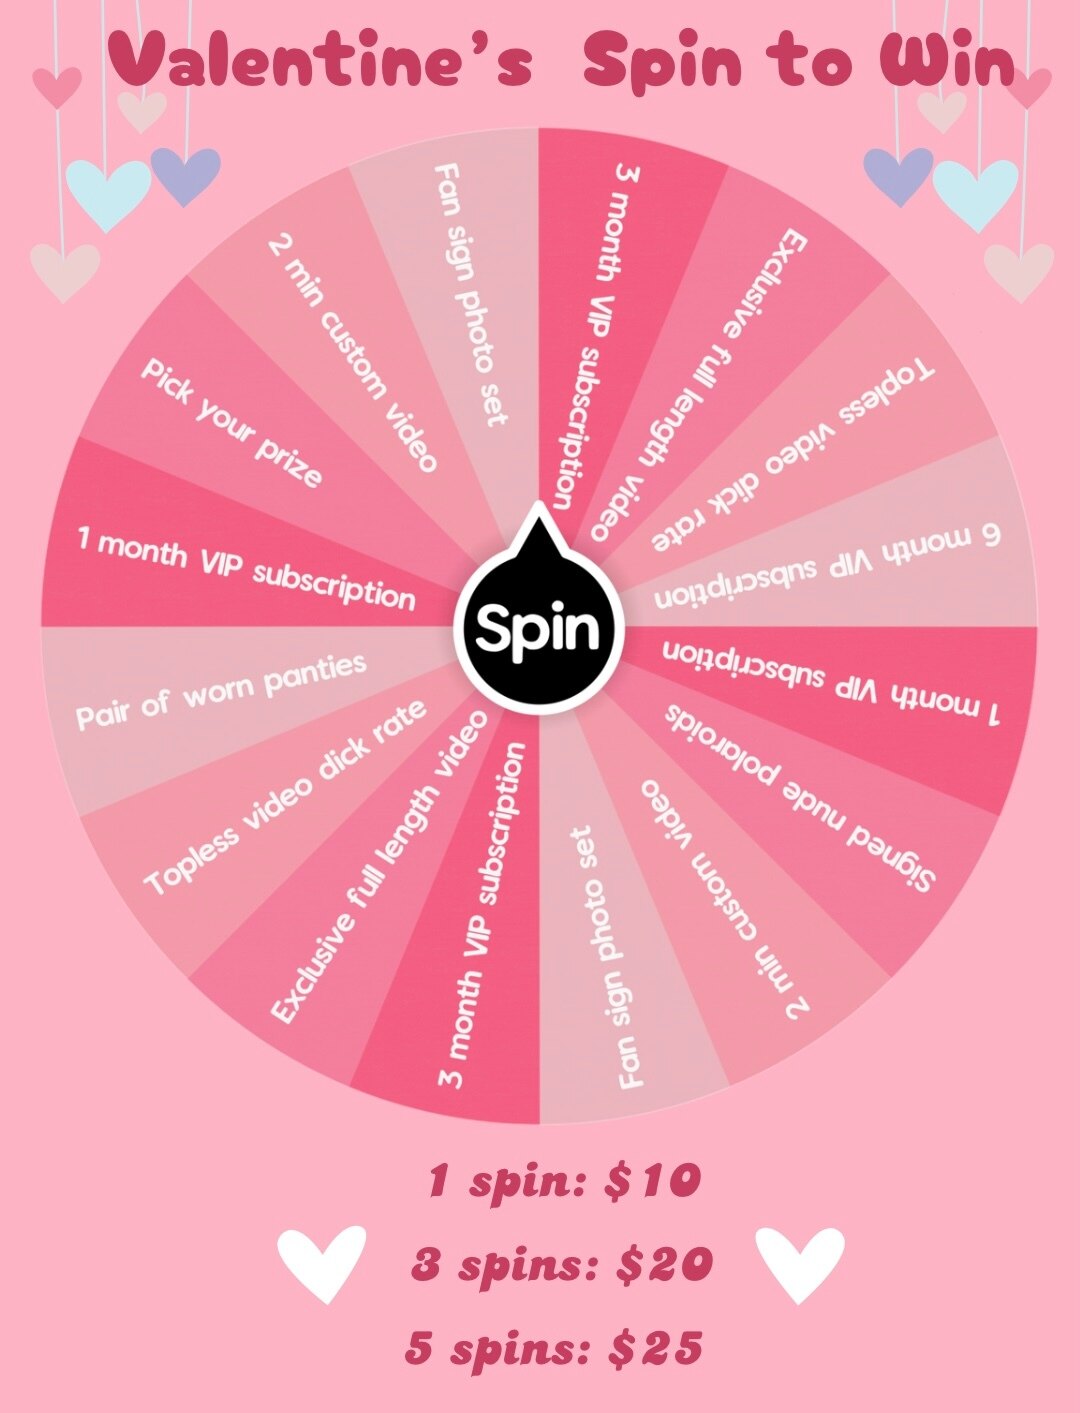 Valentine's Spin to Win
3 month VIP subscription
Exclusive full length video
Topless video dick rate
6 month VIP subscription
1 month VIP subscription
Signed nude polaroids
2 min custom video
Fan sign photo set
3 month VIP subscription
Exclusive full length video
Topless video dick rate
Pair of worn panties
1 month VIP subscription
Pick your prize
2 min custom video
Fan sign photo set
Spin
1 spin: $10
3 spins: $20
5 spins: $25